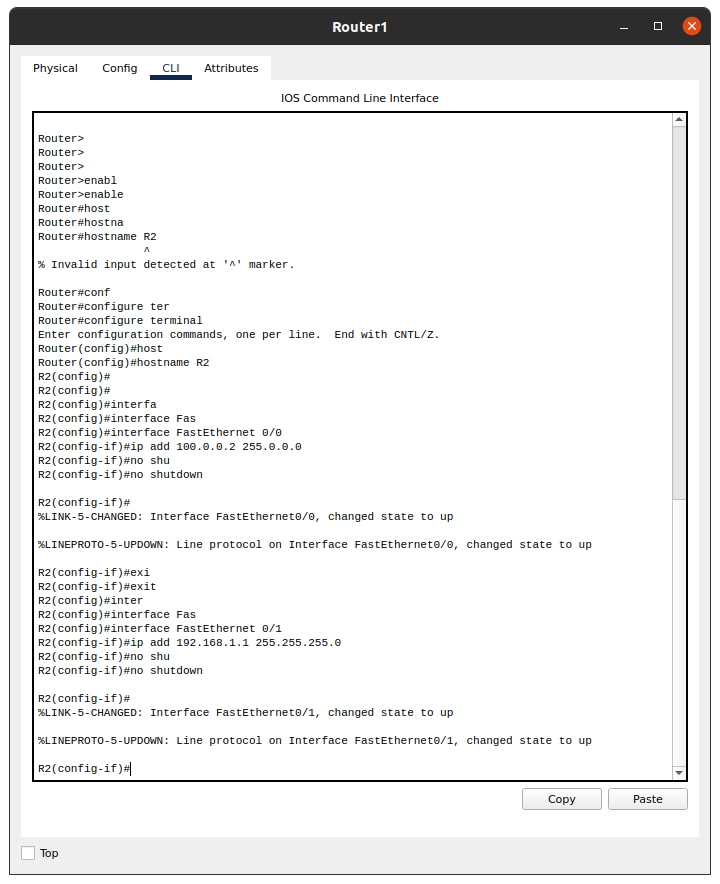 Router1
Physical Config CLI Attributes
IOS Command Line Interface
Router>
Router>
Router>
Router>enabl
Router>enable
Router#host
Router#hostna
Router#hostname R2
^
% Invalid input detected at '^' marker.
Router#conf
Router#configure ter
Router#configure terminal
Enter configuration commands, one per line.  End with CNTL/Z.
Router(config)#host
Router(config)#hostname R2
R2(config)#
R2(config)#
R2(config)#interfa
R2(config)#interface Fas
R2(config)#interface FastEthernet 0/0
R2(config-if)#ip add 100.0.0.2 255.0.0.0
R2(config-if)#no shu
R2(config-if)#no shutdown
R2(config-if)#
%LINK-5-CHANGED: Interface FastEthernet0/0, changed state to up
%LINEPROTO-5-UPDOWN: Line protocol on Interface FastEthernet0/0, changed state to up
R2(config-if)#exi
R2(config-if)#exit
R2(config)#inter
R2(config)#interface Fas
R2(config)#interface FastEthernet 0/1
R2(config-if)#ip add 192.168.1.1 255.255.255.0
R2(config-if)#no shu
R2(config-if)#no shutdown
R2(config-if)#
%LINK-5-CHANGED: Interface FastEthernet0/1, changed state to up
%LINEPROTO-5-UPDOWN: Line protocol on Interface FastEthernet0/1, changed state to up
R2(config-if)#
Copy Paste
Top